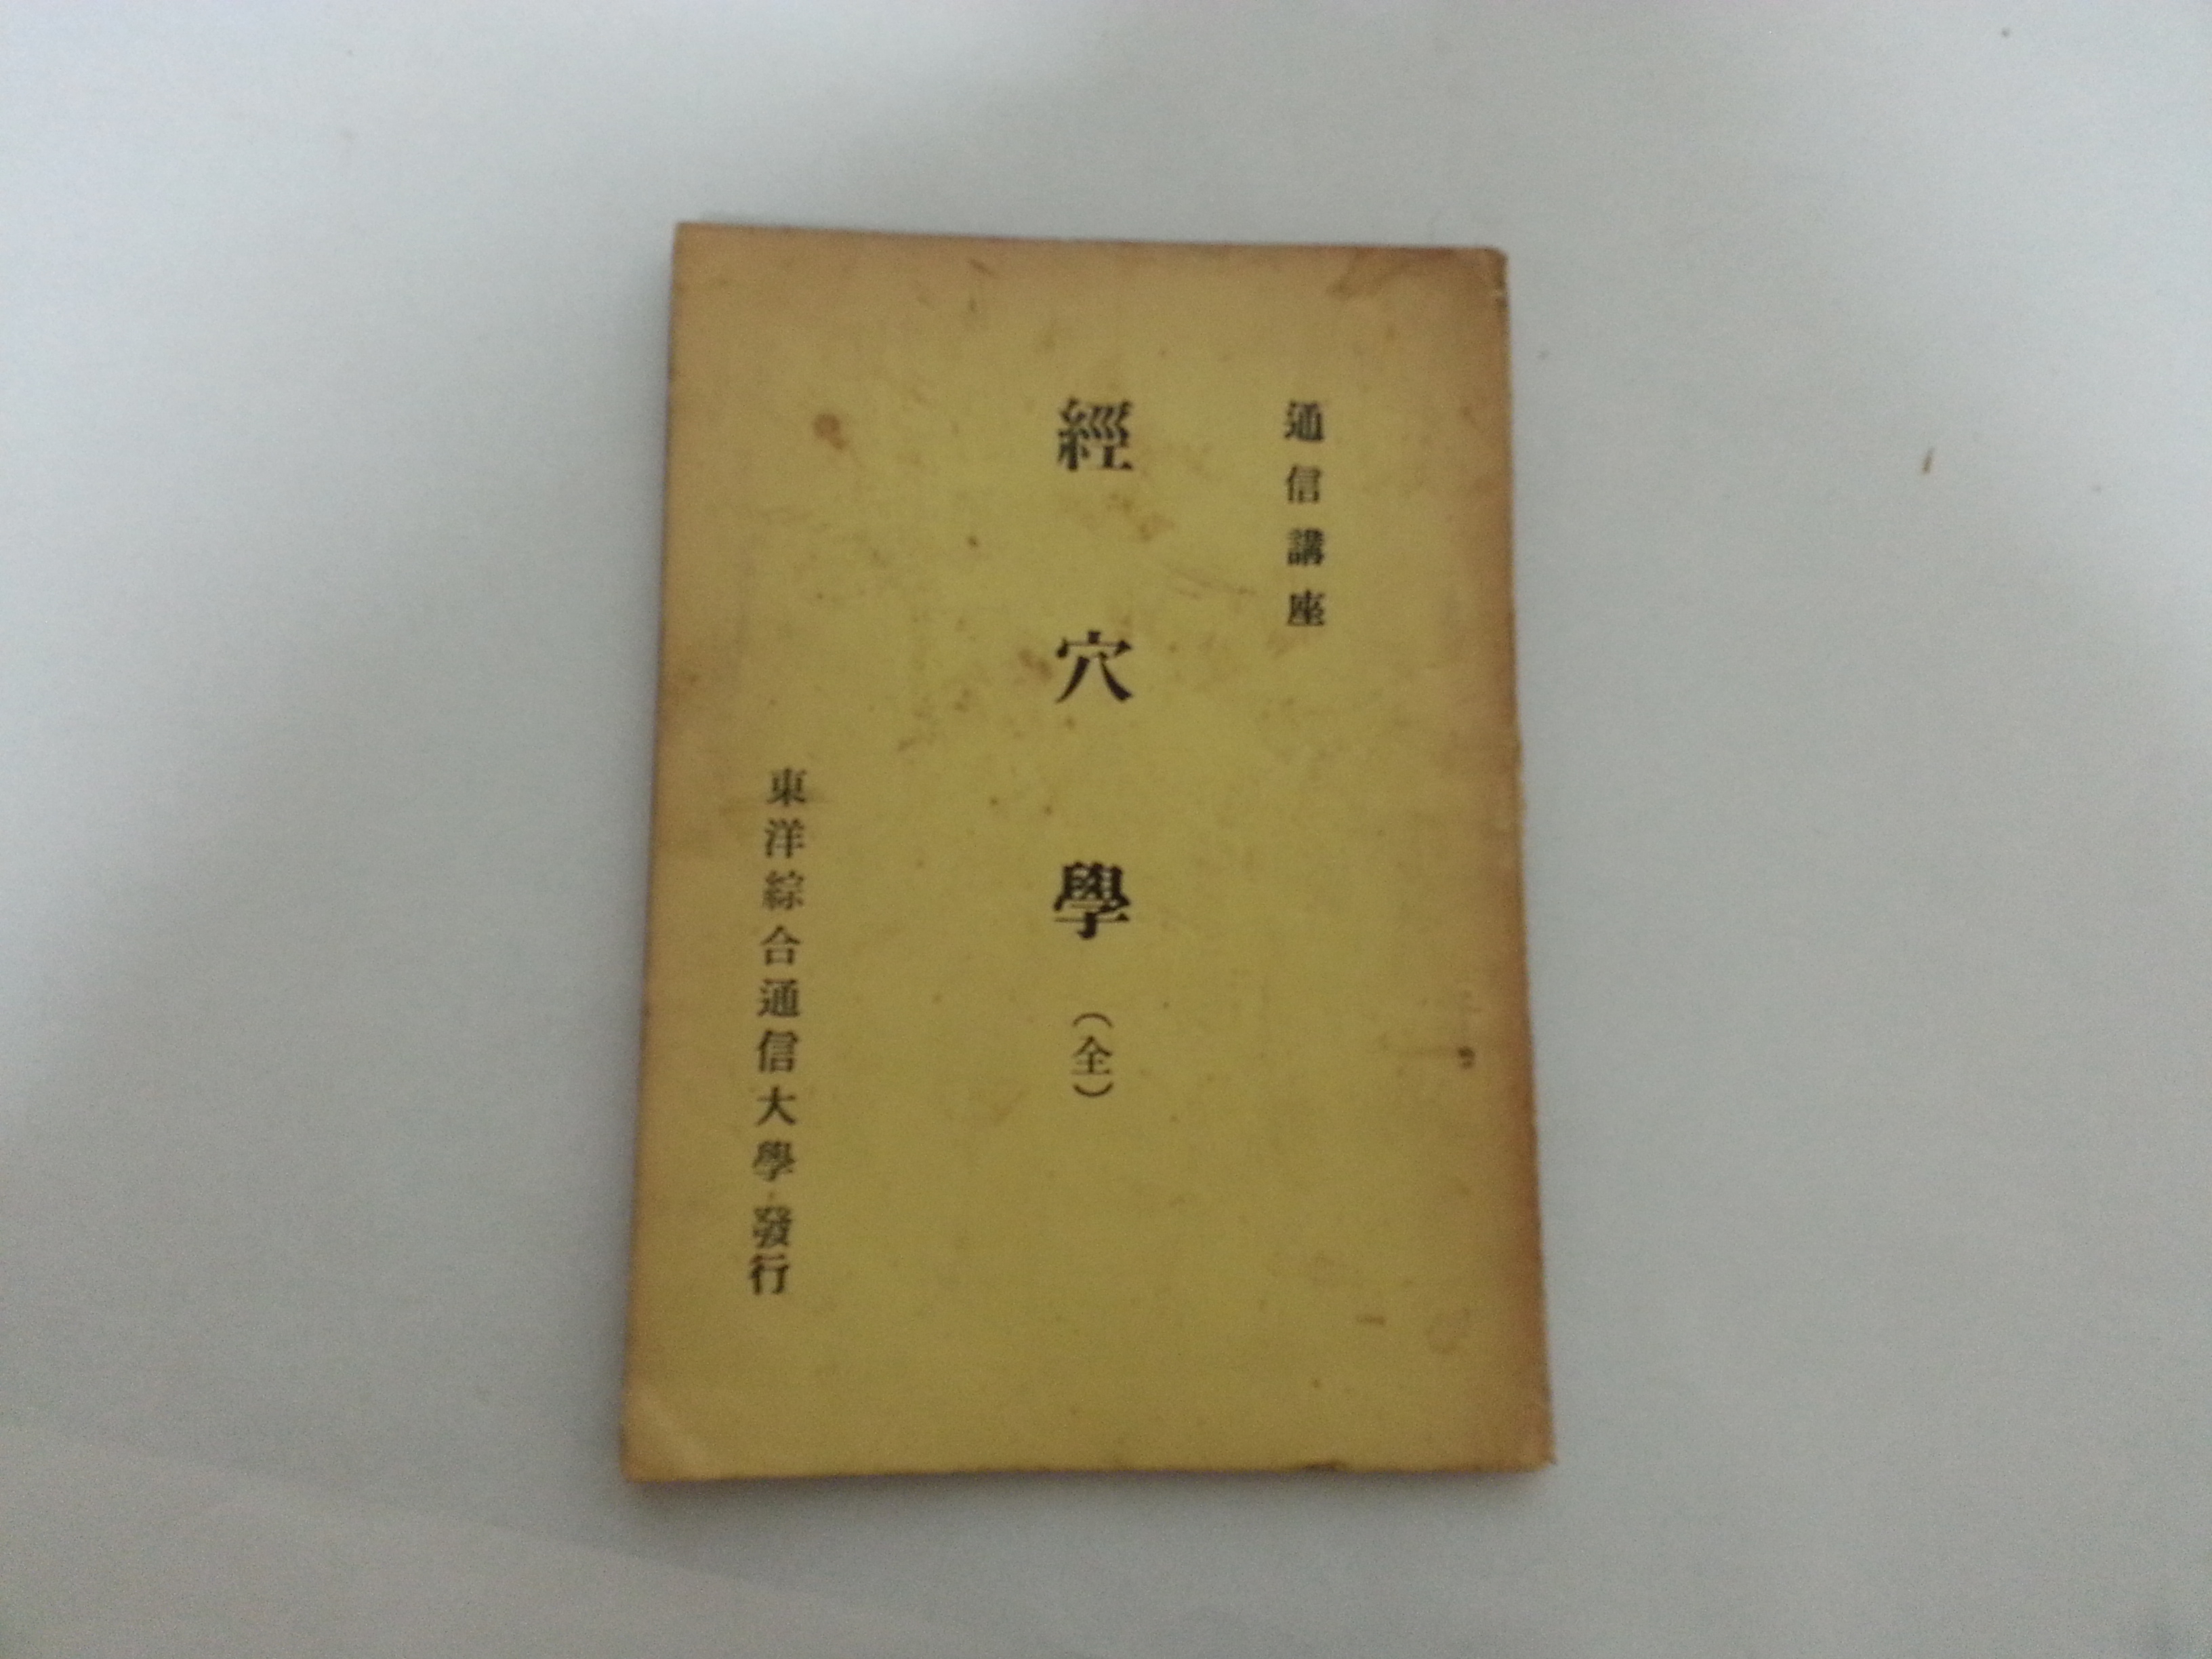 通信講座
經穴學（全）
東洋綜合通信大學發行